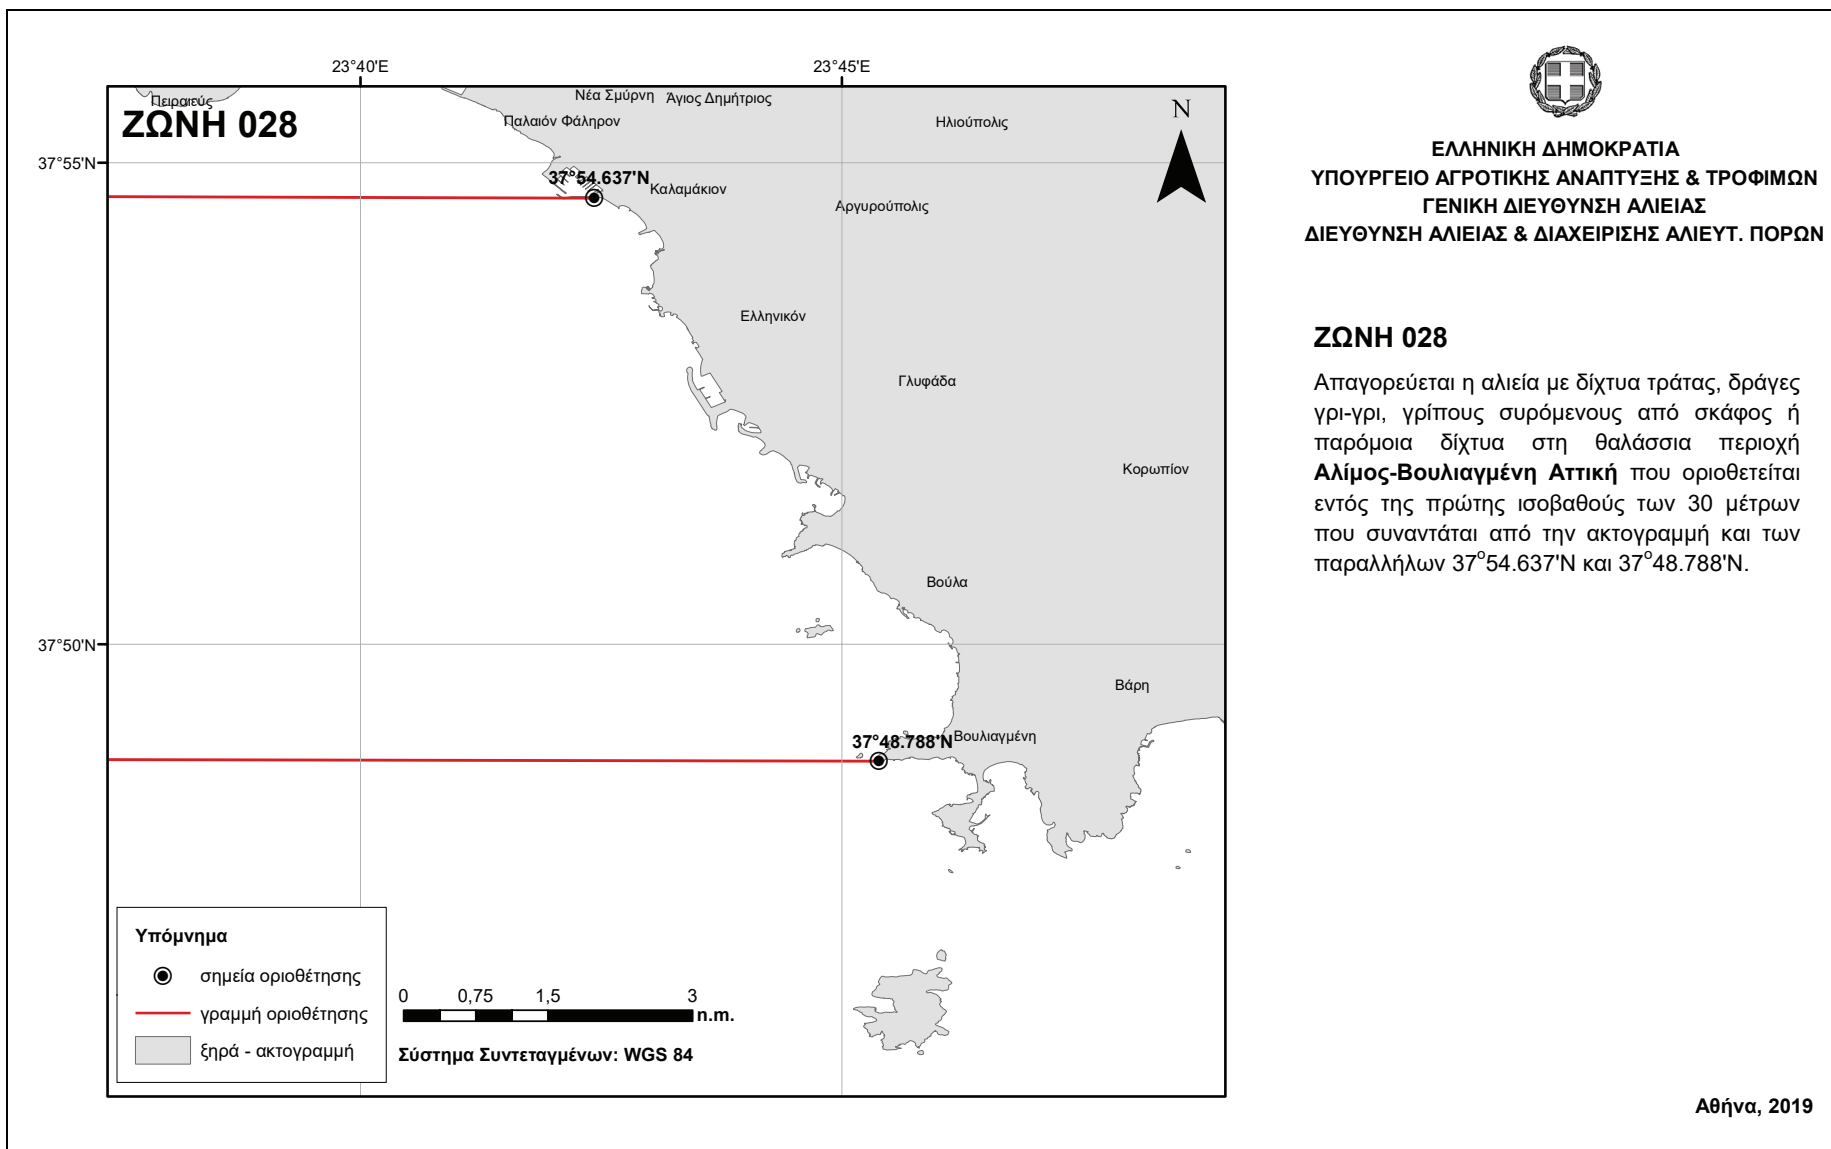 23°40'E
23°45'E
Πειραιεύς
ΖΩΝΗ 028
Νέα Σμύρνη
Άγιος Δημήτριος
Παλαιόν Φάληρον
Ηλιούπολις
N
37°55'N
37°54.637'N
Καλαμάκιον
Αργυρούπολις
Ελληνικόν
Γλυφάδα
Κορωπίον
Βούλα
37°50'N
Βάρη
37°48.788'N
Βουλιαγμένη
Υπόμνημα
σημεία οριοθέτησης
γραμμή οριοθέτησης
ξηρά - ακτογραμμή
0 0,75 1,5 3
n.m.
Σύστημα Συντεταγμένων: WGS 84
ΕΛΛΗΝΙΚΗ ΔΗΜΟΚΡΑΤΙΑ
ΥΠΟΥΡΓΕΙΟ ΑΓΡΟΤΙΚΗΣ ΑΝΑΠΤΥΞΗΣ & ΤΡΟΦΙΜΩΝ
ΓΕΝΙΚΗ ΔΙΕΥΘΥΝΣΗ ΑΛΙΕΙΑΣ
ΔΙΕΥΘΥΝΣΗ ΑΛΙΕΙΑΣ & ΔΙΑΧΕΙΡΙΣΗΣ ΑΛΙΕΥΤ. ΠΟΡΩΝ
ΖΩΝΗ 028
Απαγορεύεται η αλιεία με δίχτυα τράτας, δράγες
γρι-γρι, γρίπους συρόμενους από σκάφος ή
παρόμοια δίχτυα στη θαλάσσια περιοχή
Αλίμος-Βουλιαγμένη Αττική που οριοθετείται
εντός της πρώτης ισοβαθούς των 30 μέτρων
που συναντάται από την ακτογραμμή και των
παραλλήλων 37°54.637'N και 37°48.788'N.
Αθήνα, 2019